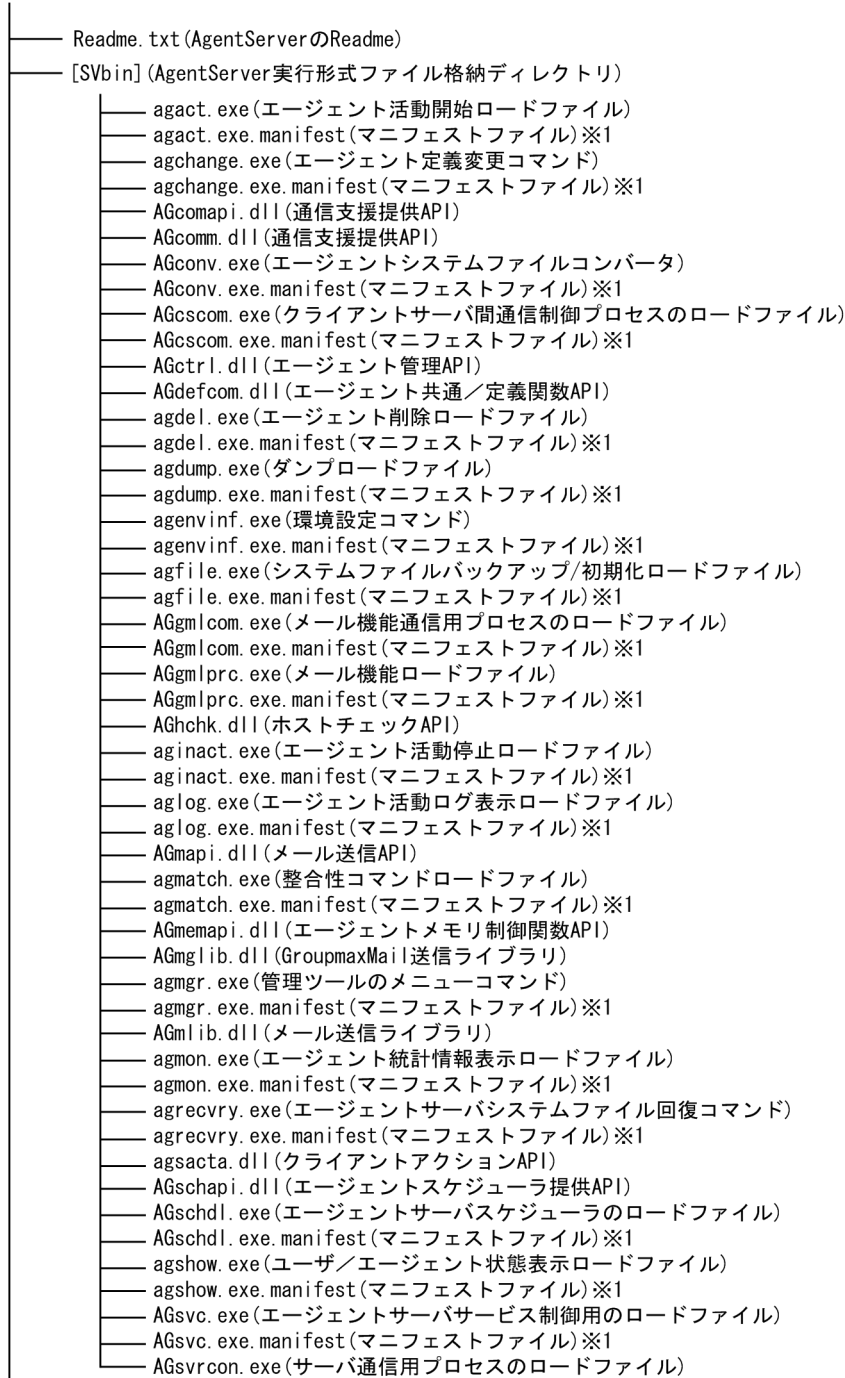 Readme.txt(AgentServerのReadme)
[SVbin](AgentServer実行形式ファイル格納ディレクトリ)
agact.exe(エージェント活動開始ロードファイル)
agact.exe.manifest(マニフェストファイル)※1
agchange.exe(エージェント定義変更コマンド)
agchange.exe.manifest(マニフェストファイル)※1
AGcomapi.dll(通信支援提供API)
AGcomm.dll(通信支援提供API)
AGconv.exe(エージェントシステムファイルコンバータ)
AGconv.exe.manifest(マニフェストファイル)※1
AGcscom.exe(クライアントサーバ間通信制御プロセスのロードファイル)
AGcscom.exe.manifest(マニフェストファイル)※1
AGctrl.dll(エージェント管理API)
AGdefcom.dll(エージェント共通／定義関数API)
agdel.exe(エージェント削除ロードファイル)
agdel.exe.manifest(マニフェストファイル)※1
agdump.exe(ダンプロードファイル)
agdump.exe.manifest(マニフェストファイル)※1
agenvinf.exe(環境設定コマンド)
agenvinf.exe.manifest(マニフェストファイル)※1
agfile.exe(システムファイルバックアップ/初期化ロードファイル)
agfile.exe.manifest(マニフェストファイル)※1
AGgmlcom.exe(メール機能通信用プロセスのロードファイル)
AGgmlcom.exe.manifest(マニフェストファイル)※1
AGgmlprc.exe(メール機能ロードファイル)
AGgmlprc.exe.manifest(マニフェストファイル)※1
AGhchk.dll(ホストチェックAPI)
aginact.exe(エージェント活動停止ロードファイル)
aginact.exe.manifest(マニフェストファイル)※1
aglog.exe(エージェント活動ログ表示ロードファイル)
aglog.exe.manifest(マニフェストファイル)※1
AGmapi.dll(メール送信API)
agmatch.exe(整合性コマンドロードファイル)
agmatch.exe.manifest(マニフェストファイル)※1
AGmemapi.dll(エージェントメモリ制御関数API)
AGmglib.dll(GroupmaxMail送信ライブラリ)
agmgr.exe(管理ツールのメニューコマンド)
agmgr.exe.manifest(マニフェストファイル)※1
AGmlib.dll(メール送信ライブラリ)
agmon.exe(エージェント統計情報表示ロードファイル)
agmon.exe.manifest(マニフェストファイル)※1
agrecvry.exe(エージェントサーバシステムファイル回復コマンド)
agrecvry.exe.manifest(マニフェストファイル)※1
agsacta.dll(クライアントアクションAPI)
AGschapi.dll(エージェントスケジューラ提供API)
AGschdl.exe(エージェントサーバスケジューラのロードファイル)
AGschdl.exe.manifest(マニフェストファイル)※1
agshow.exe(ユーザ／エージェント状態表示ロードファイル)
agshow.exe.manifest(マニフェストファイル)※1
AGsvc.exe(エージェントサーバサービス制御用のロードファイル)
AGsvc.exe.manifest(マニフェストファイル)※1
AGsvrcon.exe(サーバ通信用プロセスのロードファイル)